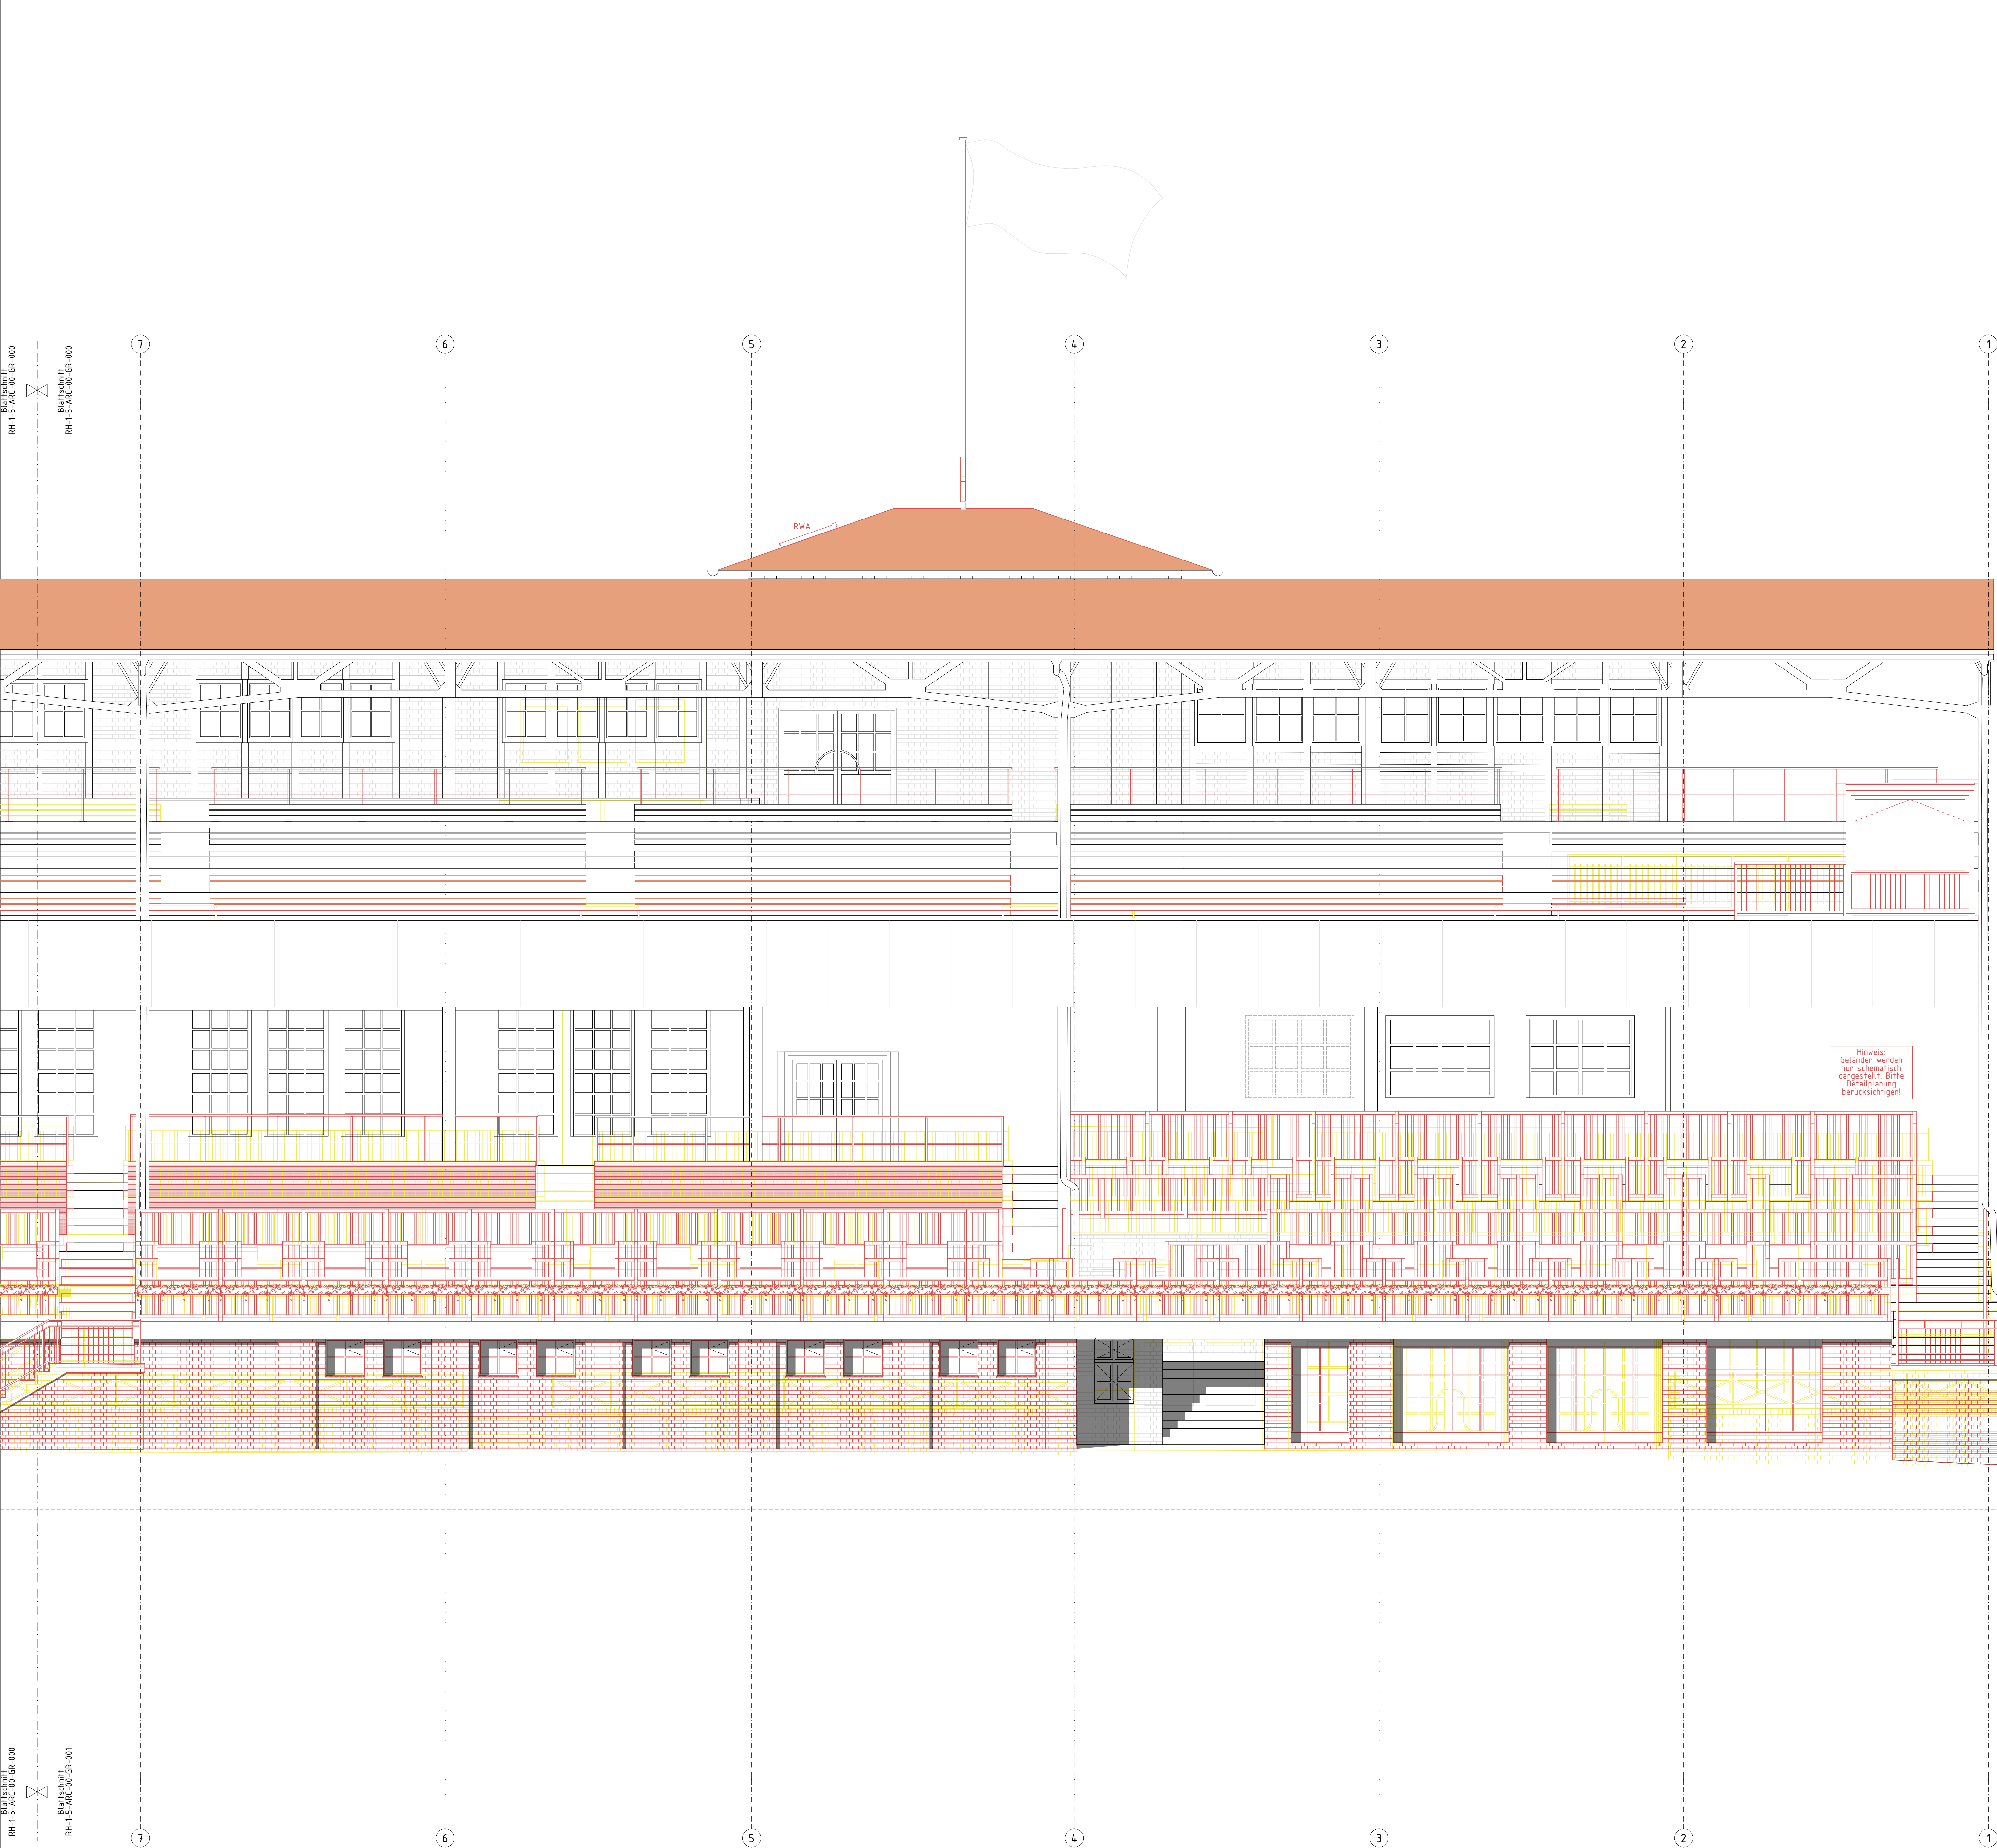 7
6
5
4
3
2
1
Blattschnitt
RH-1-5-ARC-00-GR-000
Blattschnitt
RH-1-5-ARC-00-GR-000
RWA
Hinweis:
Geländer werden
nur schematisch
dargestellt. Bitte
Detailplanung
berücksichtigen!
Blattschnitt
RH-1-5-ARC-00-GR-000
Blattschnitt
RH-1-5-ARC-00-GR-001
7
6
5
4
3
2
1